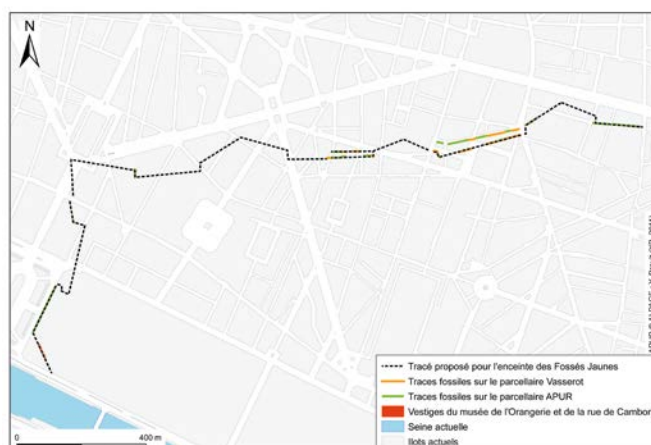 N
Tracé proposé pour l'enceinte des Fossés Jaunes
Traces fossiles sur le parcellaire Vasserot
Traces fossiles sur le parcellaire APUR
Vestiges du musée de l'Orangerie et de la rue de Cambon
Seine actuelle
Ilots actuels
0 400 m